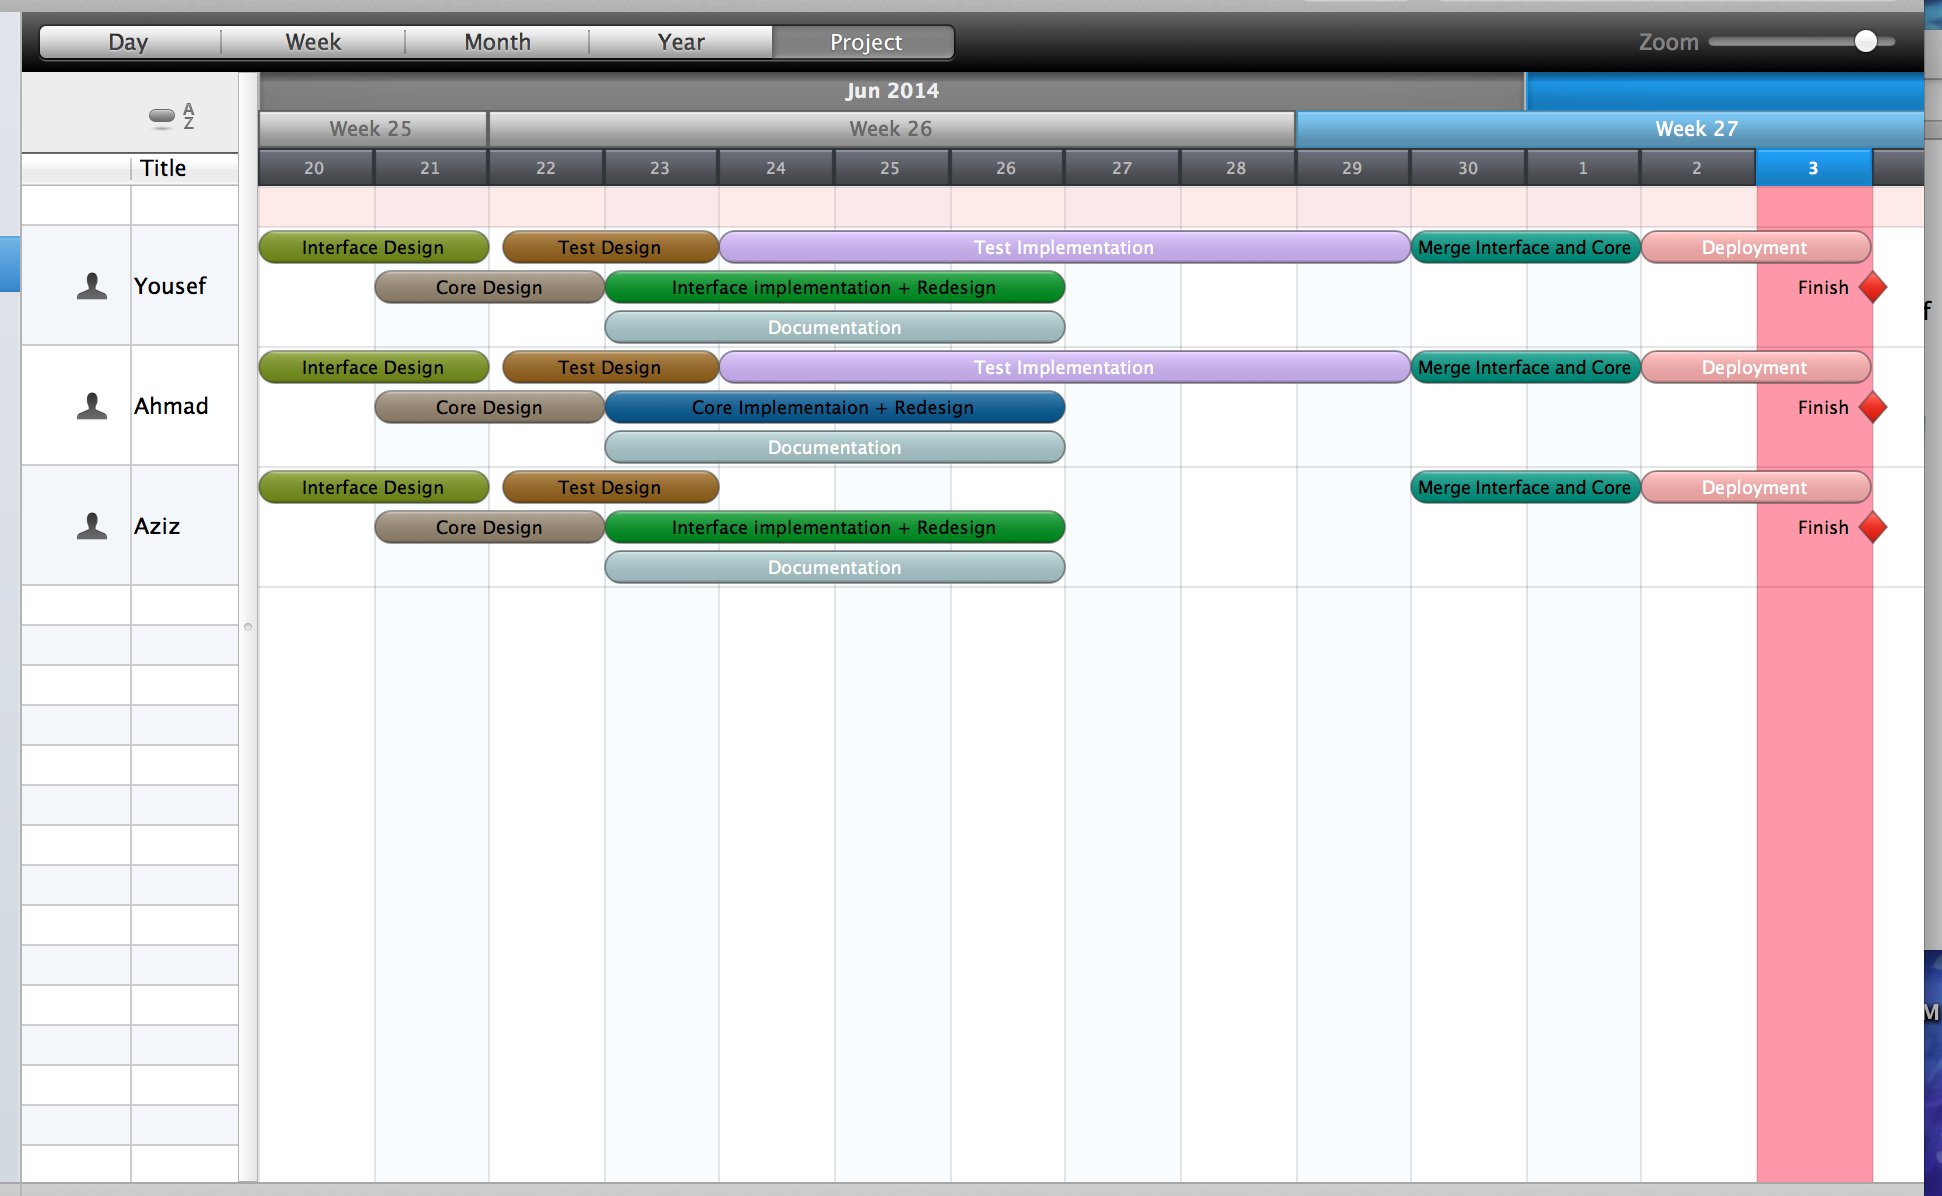 Day Week Month Year Project Zoom
A
Z
Jun 2014
Week 25 Week 26 Week 27
Title 20 21 22 23 24 25 26 27 28 29 30 1 2 3
Interface Design Test Design Test Implementation Merge Interface and Core Deployment
Yousef Core Design Interface implementation + Redesign Finish
f
Documentation
Interface Design Test Design Test Implementation Merge Interface and Core Deployment
Ahmad Core Design Core Implementaion + Redesign Finish
Documentation
Interface Design Test Design Merge Interface and Core Deployment
Aziz Core Design Interface implementation + Redesign Finish
Documentation
M